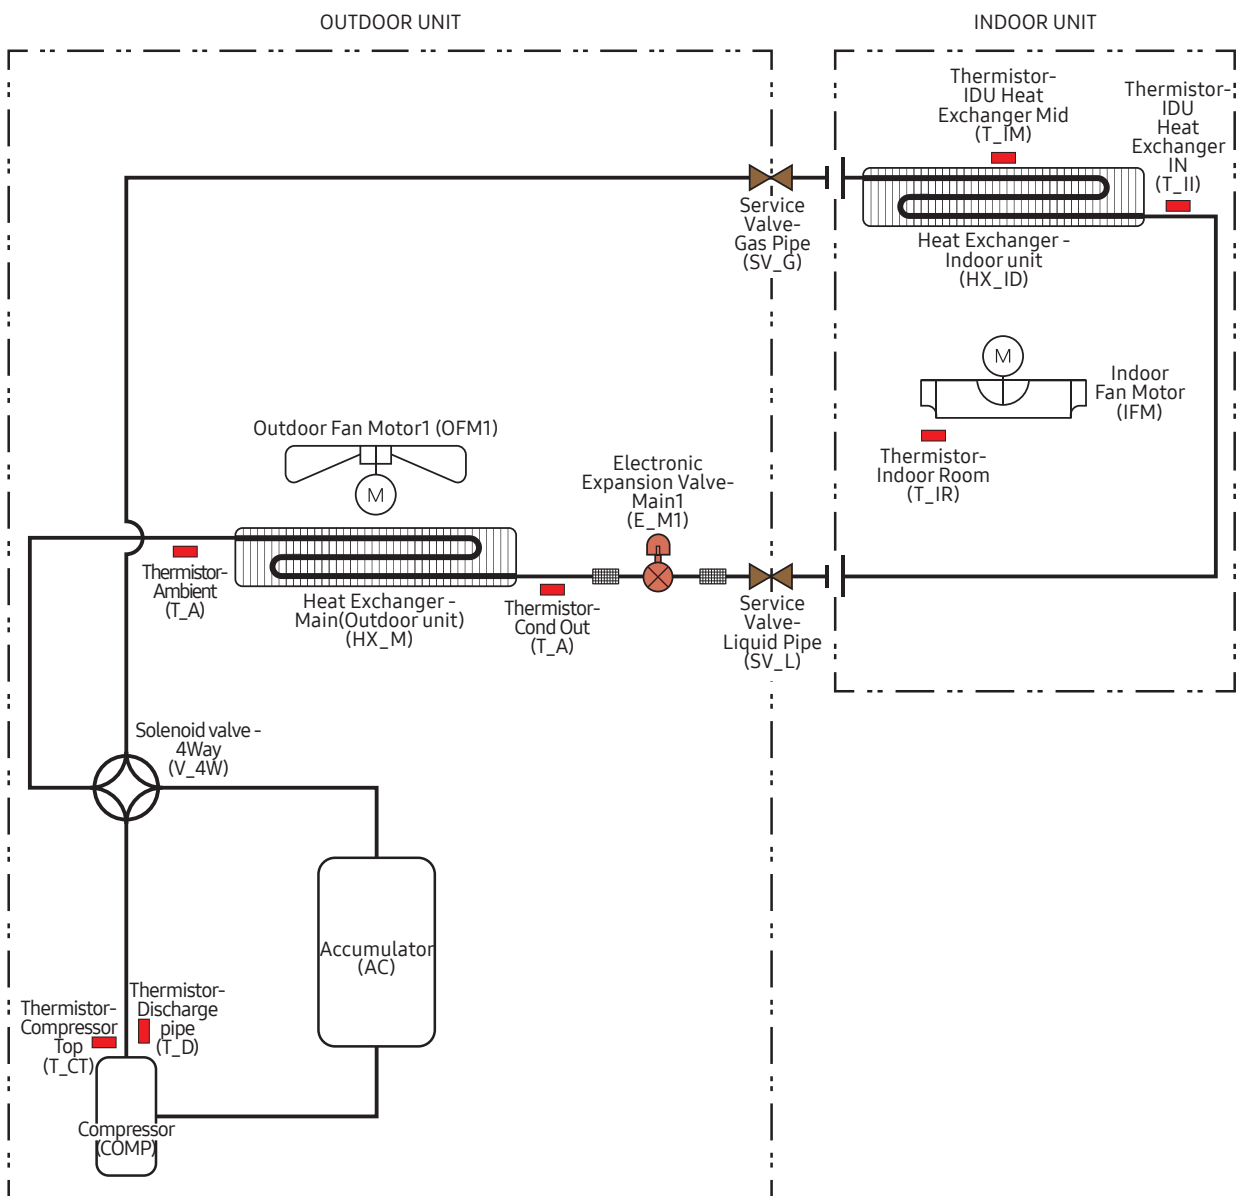 OUTDOOR UNIT
INDOOR UNIT
Thermistor-
IDU Heat
Exchanger Mid
(T_IM)
Thermistor-
IDU
Heat
Exchanger
IN
(T_II)
Service
Valve-
Gas Pipe
(SV_G)
Heat Exchanger -
Indoor unit
(HX_ID)
M
Indoor
Fan Motor
(IFM)
Thermistor-
Indoor Room
(T_IR)
Outdoor Fan Motor1 (OFM1)
M
Electronic
Expansion Valve-
Main1
(E_M1)
Thermistor-
Ambient
(T_A)
Heat Exchanger -
Main(Outdoor unit)
(HX_M)
Thermistor-
Cond Out
(T_A)
Service
Valve-
Liquid Pipe
(SV_L)
Solenoid valve -
4Way
(V_4W)
Accumulator
(AC)
Thermistor-
Compressor
Top
(T_CT)
Thermistor-
Discharge
pipe
(T_D)
Compressor
(COMP)